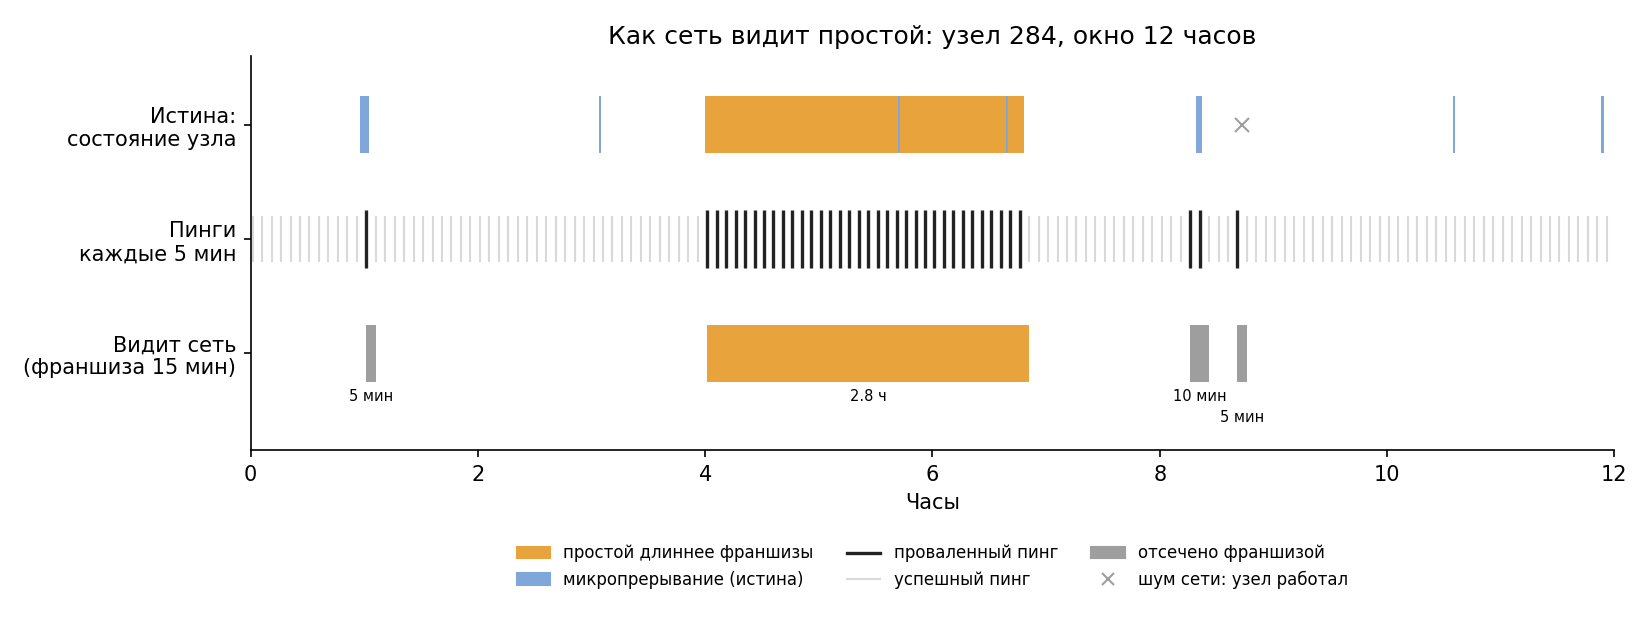 Как сеть видит простой: узел 284, окно 12 часов
Истина:
состояние узла
Пинги
каждые 5 мин
Видит сеть
(франшиза 15 мин)
5 мин
2.8 ч
10 мин
5 мин
0
2
4
6
8
10
12
Часы
простой длиннее франшизы
микропрерывание (истина)
проваленный пинг
успешный пинг
отсечено франшизой
шум сети: узел работал